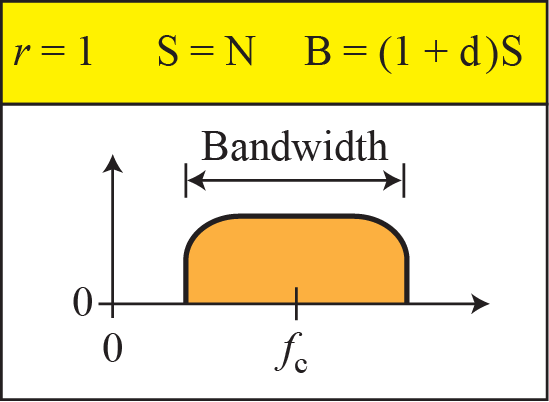 r = 1 S = N B = (1 + d)S
Bandwidth
0
0 fc